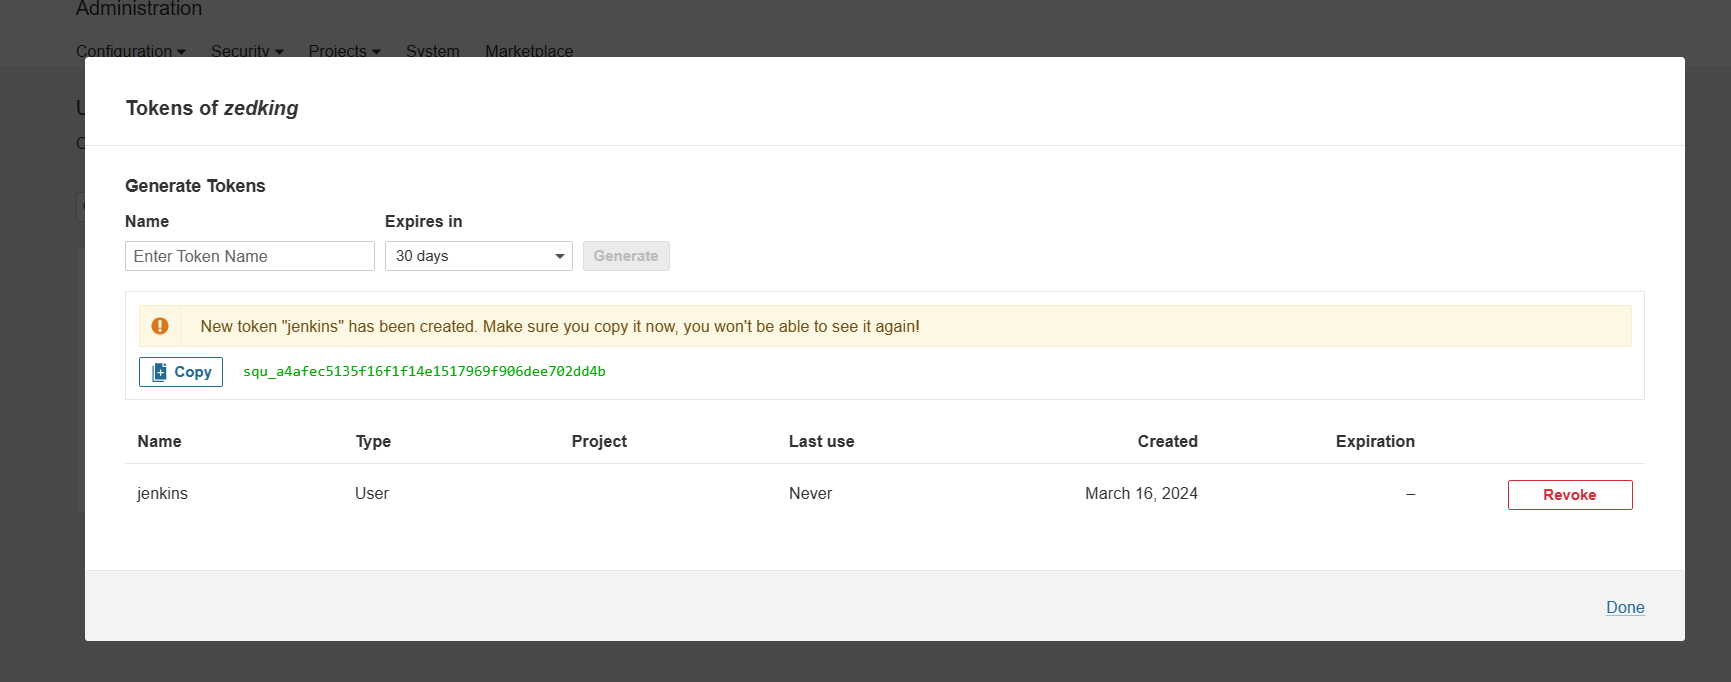 Administration
Configuration Security Projects System Marketplace
Tokens of zedking
Generate Tokens
Name Expires in
Enter Token Name 30 days Generate
New token "jenkins" has been created. Make sure you copy it now, you won't be able to see it again!
Copy squ_a4afec5135f16f1f14e1517969f906dee702dd4b
Name Type Project Last use Created Expiration
jenkins User Never March 16, 2024 – Revoke
Done